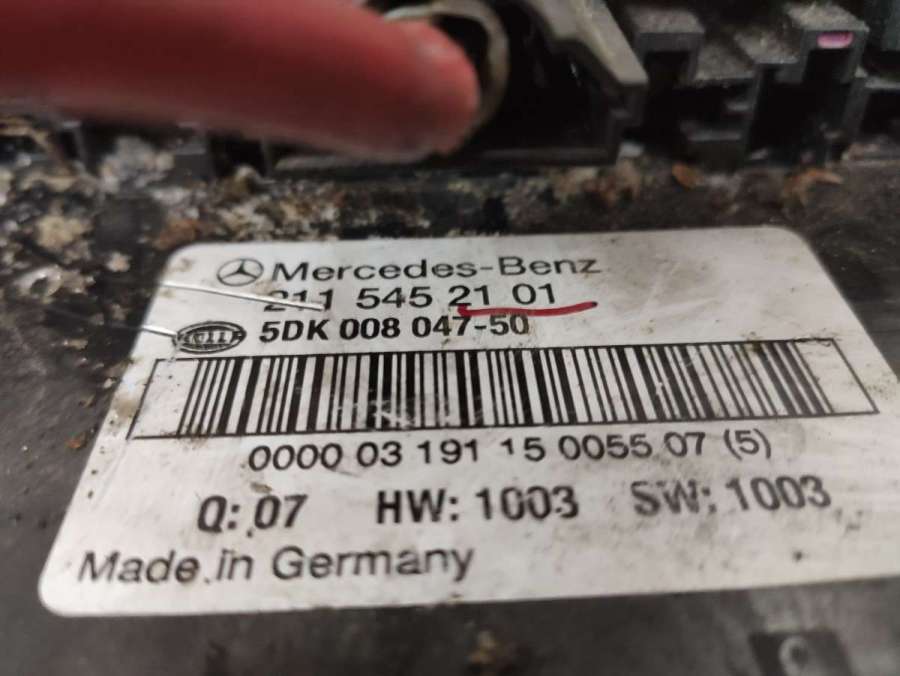 Mercedes-Benz
211 545 21 01
5DK 008 047-50
0000 03 191 15 0055 07 (5)
Q: 07 HW: 1003 SW: 1003
Made in Germany